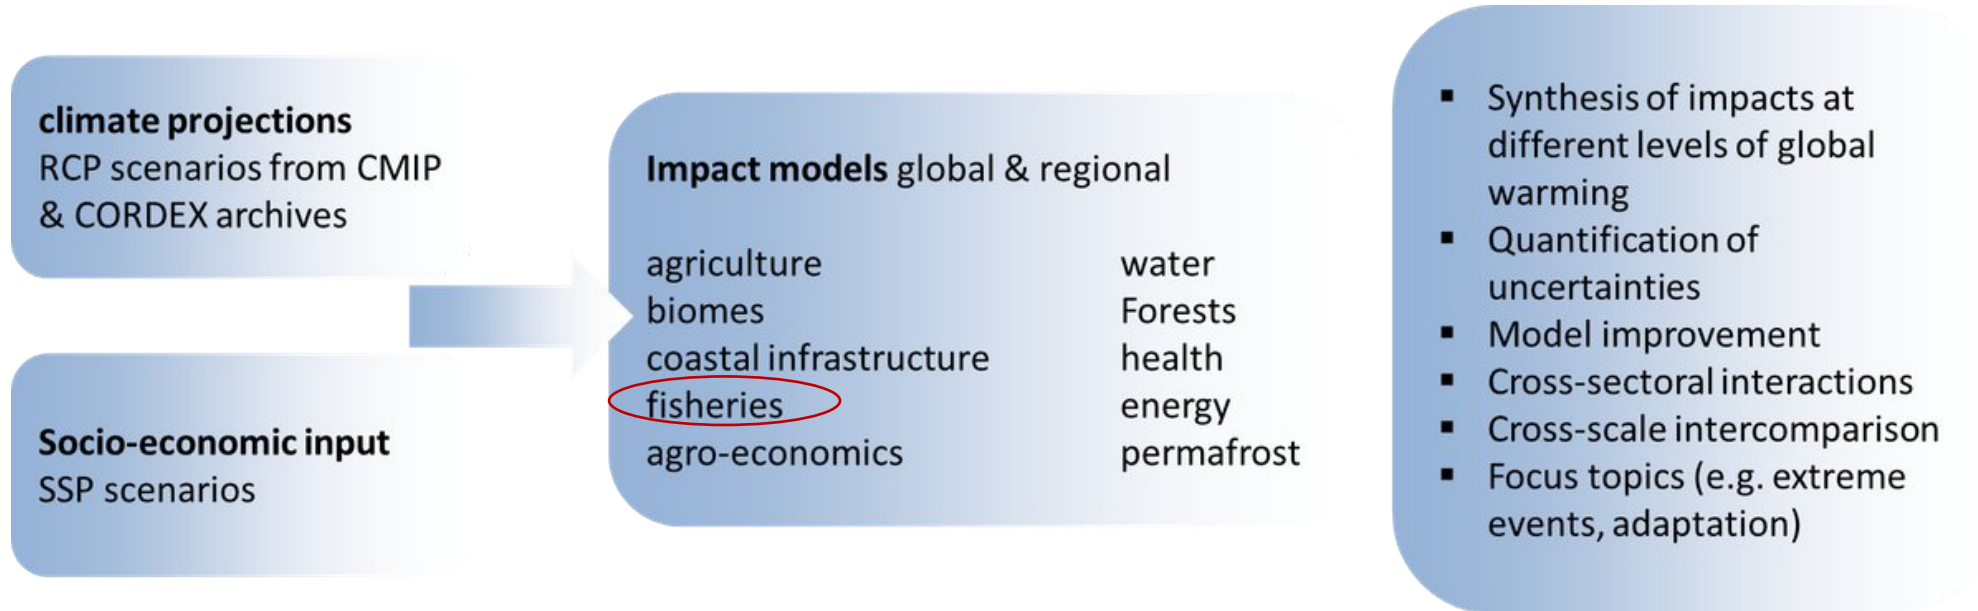 climate projections
RCP scenarios from CMIP
& CORDEX archives
Socio-economic input
SSP scenarios
Impact models global & regional
agriculture
biomes
coastal infrastructure
fisheries
agro-economics
water
Forests
health
energy
permafrost
▪ Synthesis of impacts at
different levels of global
warming
▪ Quantification of
uncertainties
▪ Model improvement
▪ Cross-sectoral interactions
▪ Cross-scale intercomparison
▪ Focus topics (e.g. extreme
events, adaptation)